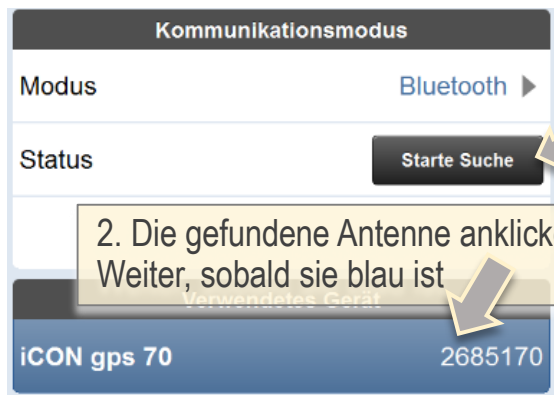 Kommunikationsmodus
Modus Bluetooth
Status Starte Suche
2. Die gefundene Antenne anklick
Weiter, sobald sie blau ist
Verwendetes Gerät
iCON gps 70 2685170